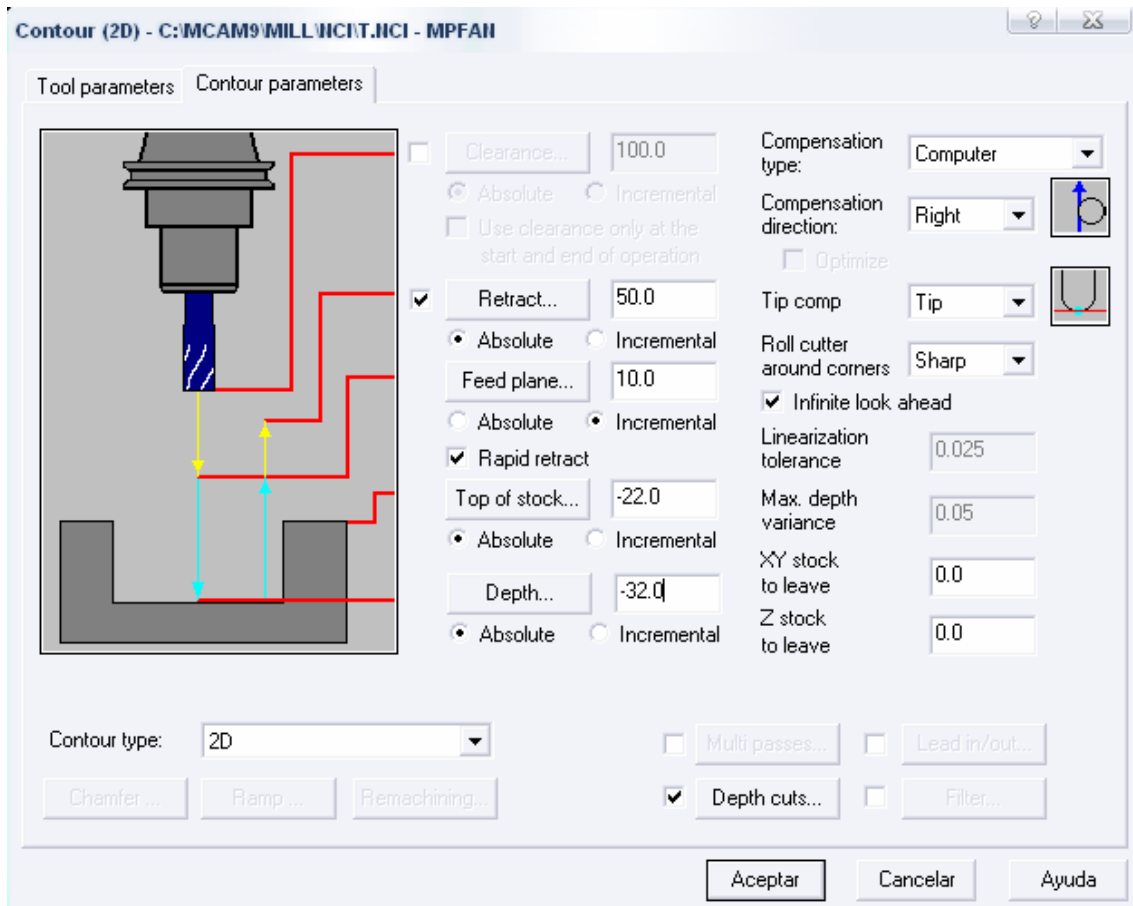 Contour (2D) - C:\MCAM9\MILL\NCI\T.NCI - MPFAN
Tool parameters
Contour parameters
Clearance...
100.0
Absolute
Incremental
Use clearance only at the
start and end of operation
Retract...
50.0
Absolute
Incremental
Feed plane...
10.0
Absolute
Incremental
Rapid retract
Top of stock...
-22.0
Absolute
Incremental
Depth...
-32.0
Absolute
Incremental
Compensation
type:
Computer
Compensation
direction:
Right
Optimize
Tip comp
Tip
Roll cutter
around corners
Sharp
Infinite look ahead
Linearization
tolerance
0.025
Max. depth
variance
0.05
XY stock
to leave
0.0
Z stock
to leave
0.0
Contour type:
2D
Chamfer ...
Ramp ...
Remachining...
Multi passes...
Lead in/out...
Depth cuts...
Filter...
Aceptar
Cancelar
Ayuda